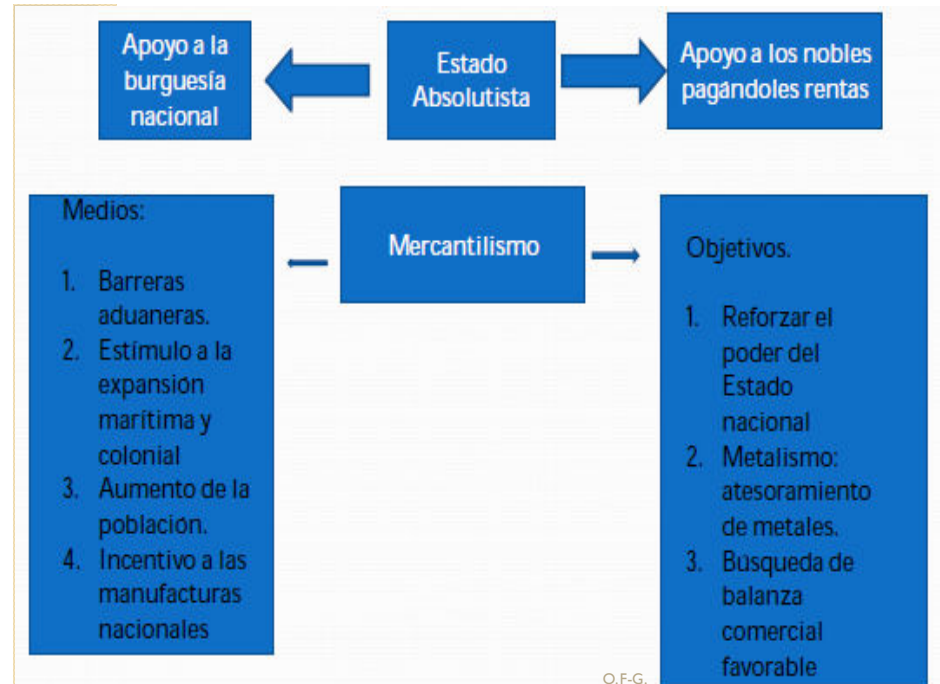 Apoyo a la
burguesía
nacional
Estado
Absolutista
Apoyo a los nobles
pagándoles rentas
Medios:
1. Barreras
aduaneras.
2. Estímulo a la
expansión
marítima y
colonial
3. Aumento de la
población.
4. Incentivo a las
manufacturas
nacionales
Mercantilismo
Objetivos.
1. Reforzar el
poder del
Estado
nacional
2. Metalismo:
atesoramiento
de metales.
3. Búsqueda de
balanza
comercial
favorable
O.F-G.